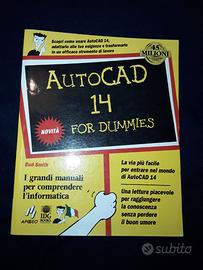 Scopri come usare AutoCAD 14,
adattarlo alle tue esigenze e trasformarlo
in un efficace strumento di lavoro
45
MILIONI
AUTOCAD
14
FOR DUMMIES
NOVITÀ
Bud Smith
I grandi manuali
per comprendere
l'informatica
APOGEO
IDG
BOOKS
La via più facile
per entrare nel mondo
di AutoCAD 14
Una lettura piacevole
per raggiungere
la conoscenza
senza perdere
il buon umore
subito